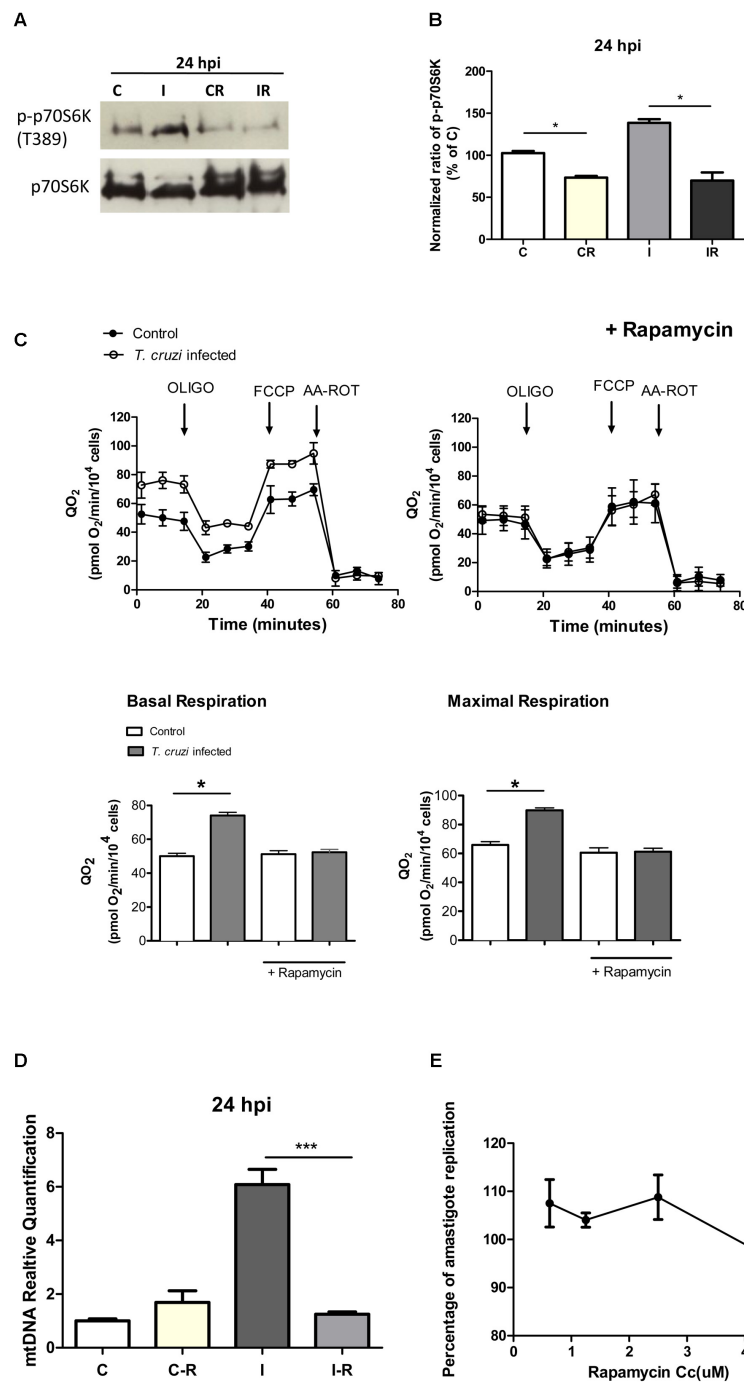 A
24 hpi
C I CR IR
p-p70S6K
(T389)
p70S6K
B
24 hpi
Normalized ratio of p-p70S6K
(% of C)
200
150
100
50
0
*
*
C CR I IR
C
Control
T. cruzi infected
+ Rapamycin
OLIGO FCCP AA-ROT
QO2
(pmol O2/min/10^4 cells)
120
100
80
60
40
20
0
0 20 40 60 80
Time (minutes)
OLIGO FCCP AA-ROT
QO2
(pmol O2/min/10^4 cells)
120
100
80
60
40
20
0
0 20 40 60 80
Time (minutes)
Basal Respiration
Control
T. cruzi infected
QO2
(pmol O2/min/10^4 cells)
80
60
40
20
0
*
+ Rapamycin
Maximal Respiration
QO2
(pmol O2/min/10^4 cells)
100
80
60
40
20
0
*
+ Rapamycin
D
24 hpi
mtDNA Realtive Quantification
8
6
4
2
0
***
C C-R I I-R
E
Percentage of amastigote replication
120
110
100
90
80
0 1 2 3 4
Rapamycin Cc(uM)